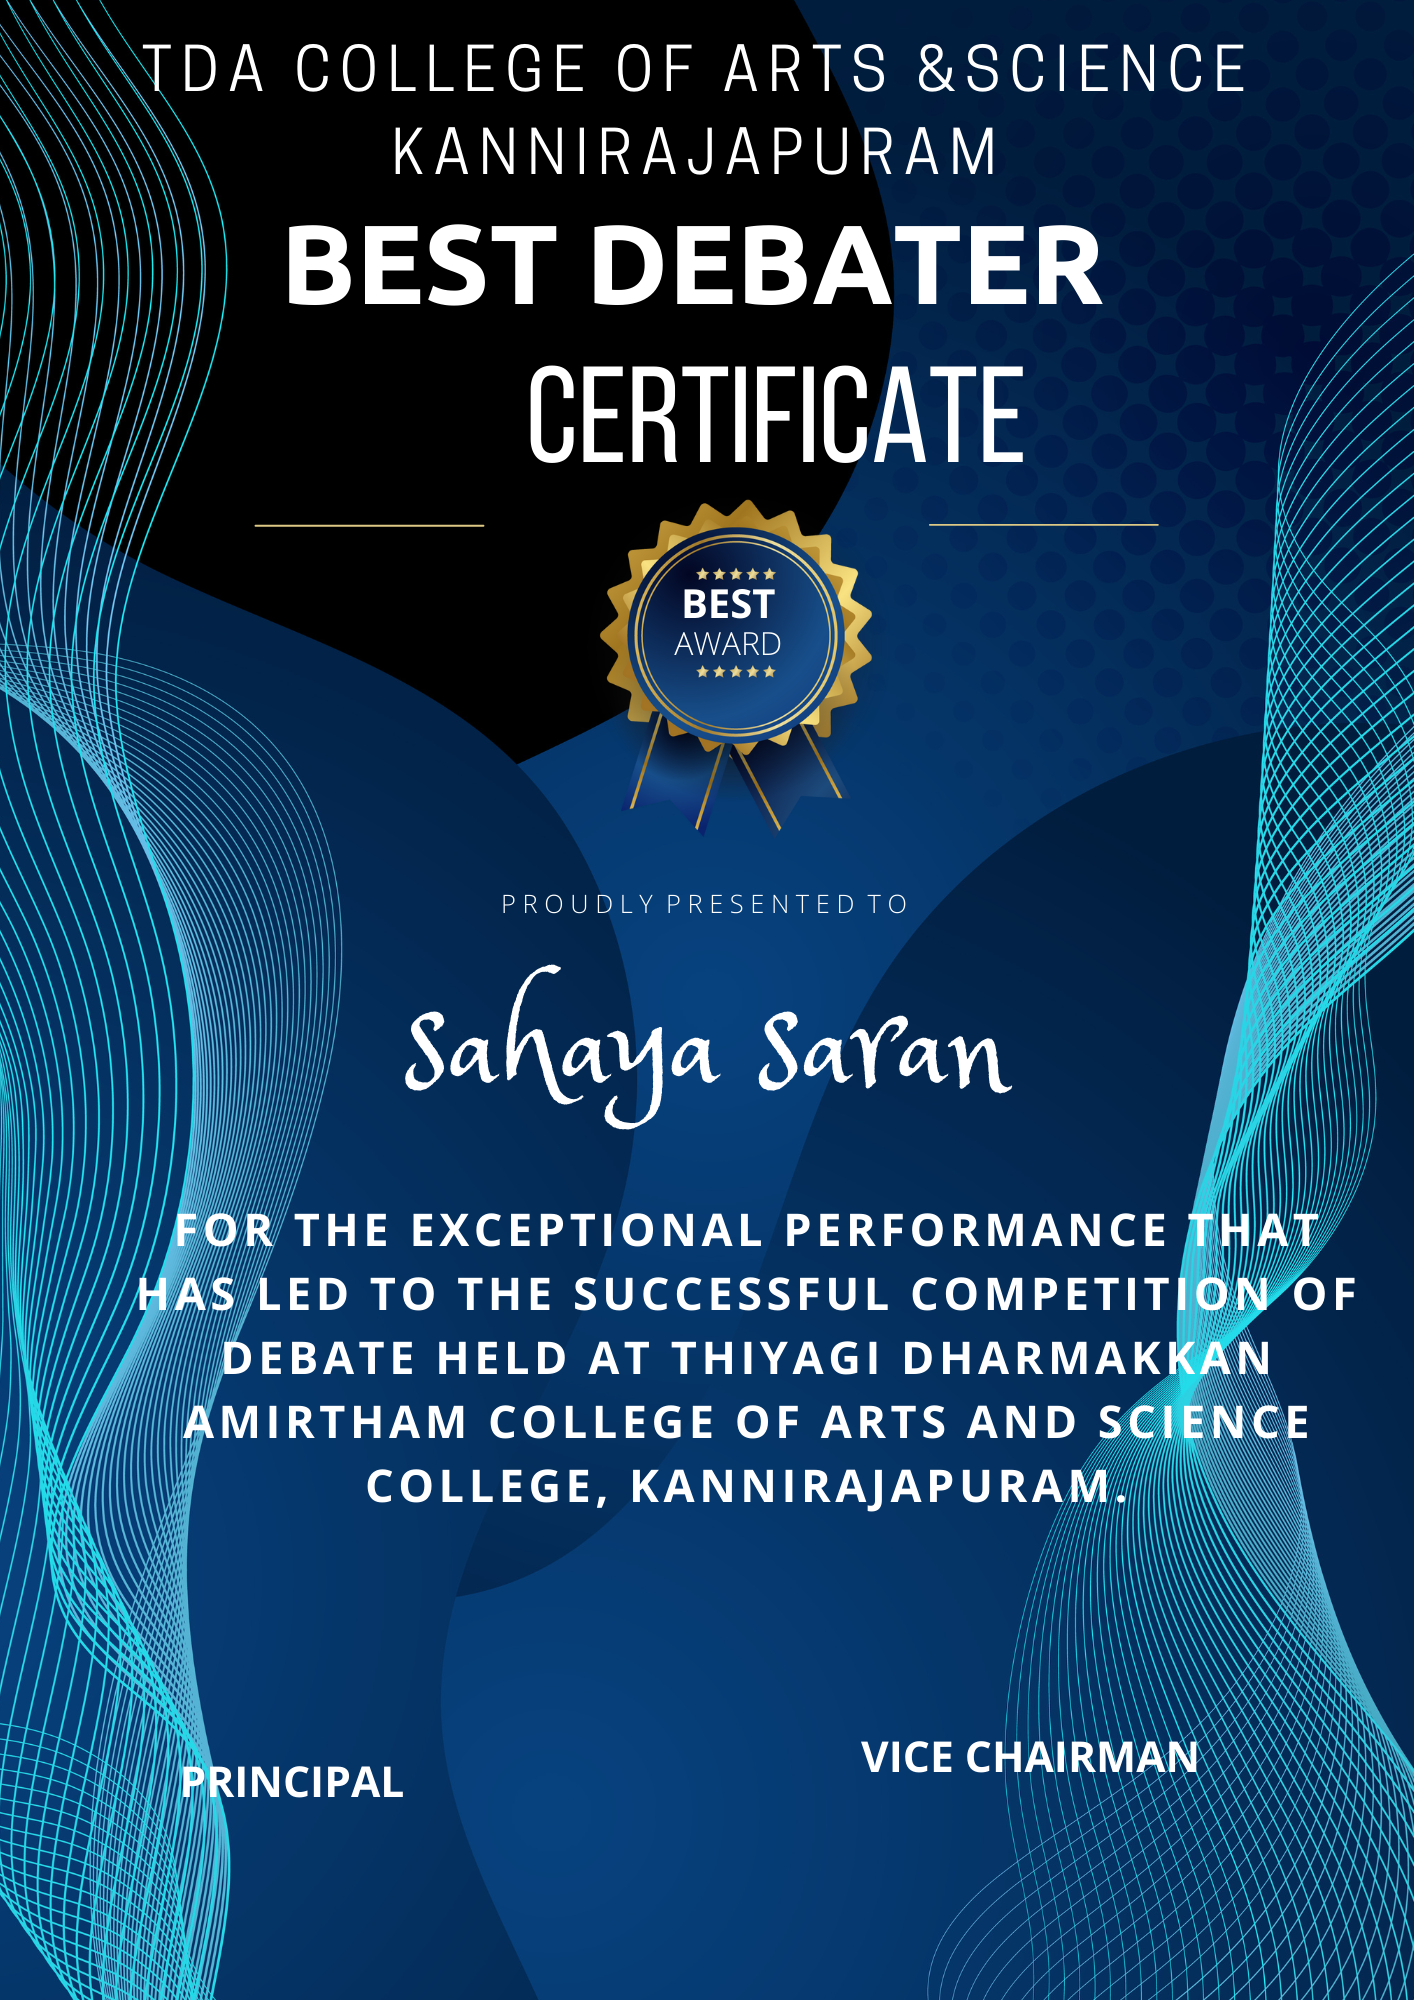 TDA COLLEGE OF ARTS &SCIENCE
KANNIRAJAPURAM
BEST DEBATER
CERTIFICATE
BEST
AWARD
PROUDLY PRESENTED TO
Sahaya Saran
FOR THE EXCEPTIONAL PERFORMANCE THAT
HAS LED TO THE SUCCESSFUL COMPETITION OF
DEBATE HELD AT THIYAGI DHARMAKKAN
AMIRTHAM COLLEGE OF ARTS AND SCIENCE
COLLEGE, KANNIRAJAPURAM.
PRINCIPAL
VICE CHAIRMAN